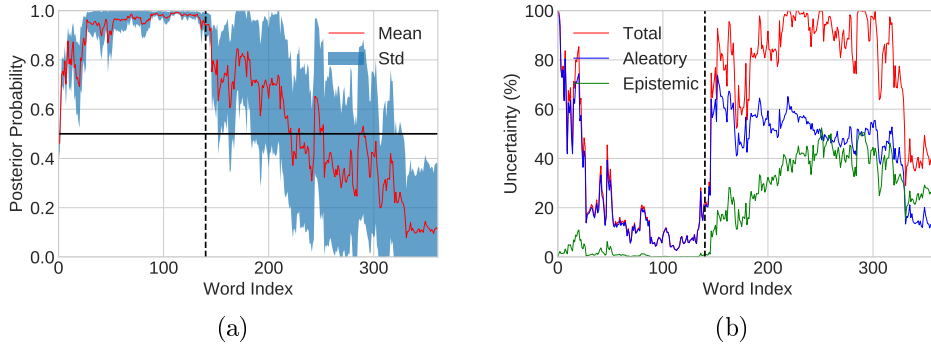 1.0
0.8
0.6
0.4
0.2
0.0
Posterior Probability
Mean
Std
0
100
200
300
Word Index
(a)
100
80
60
40
20
0
Uncertainty (%)
Total
Aleatory
Epistemic
0
100
200
300
Word Index
(b)